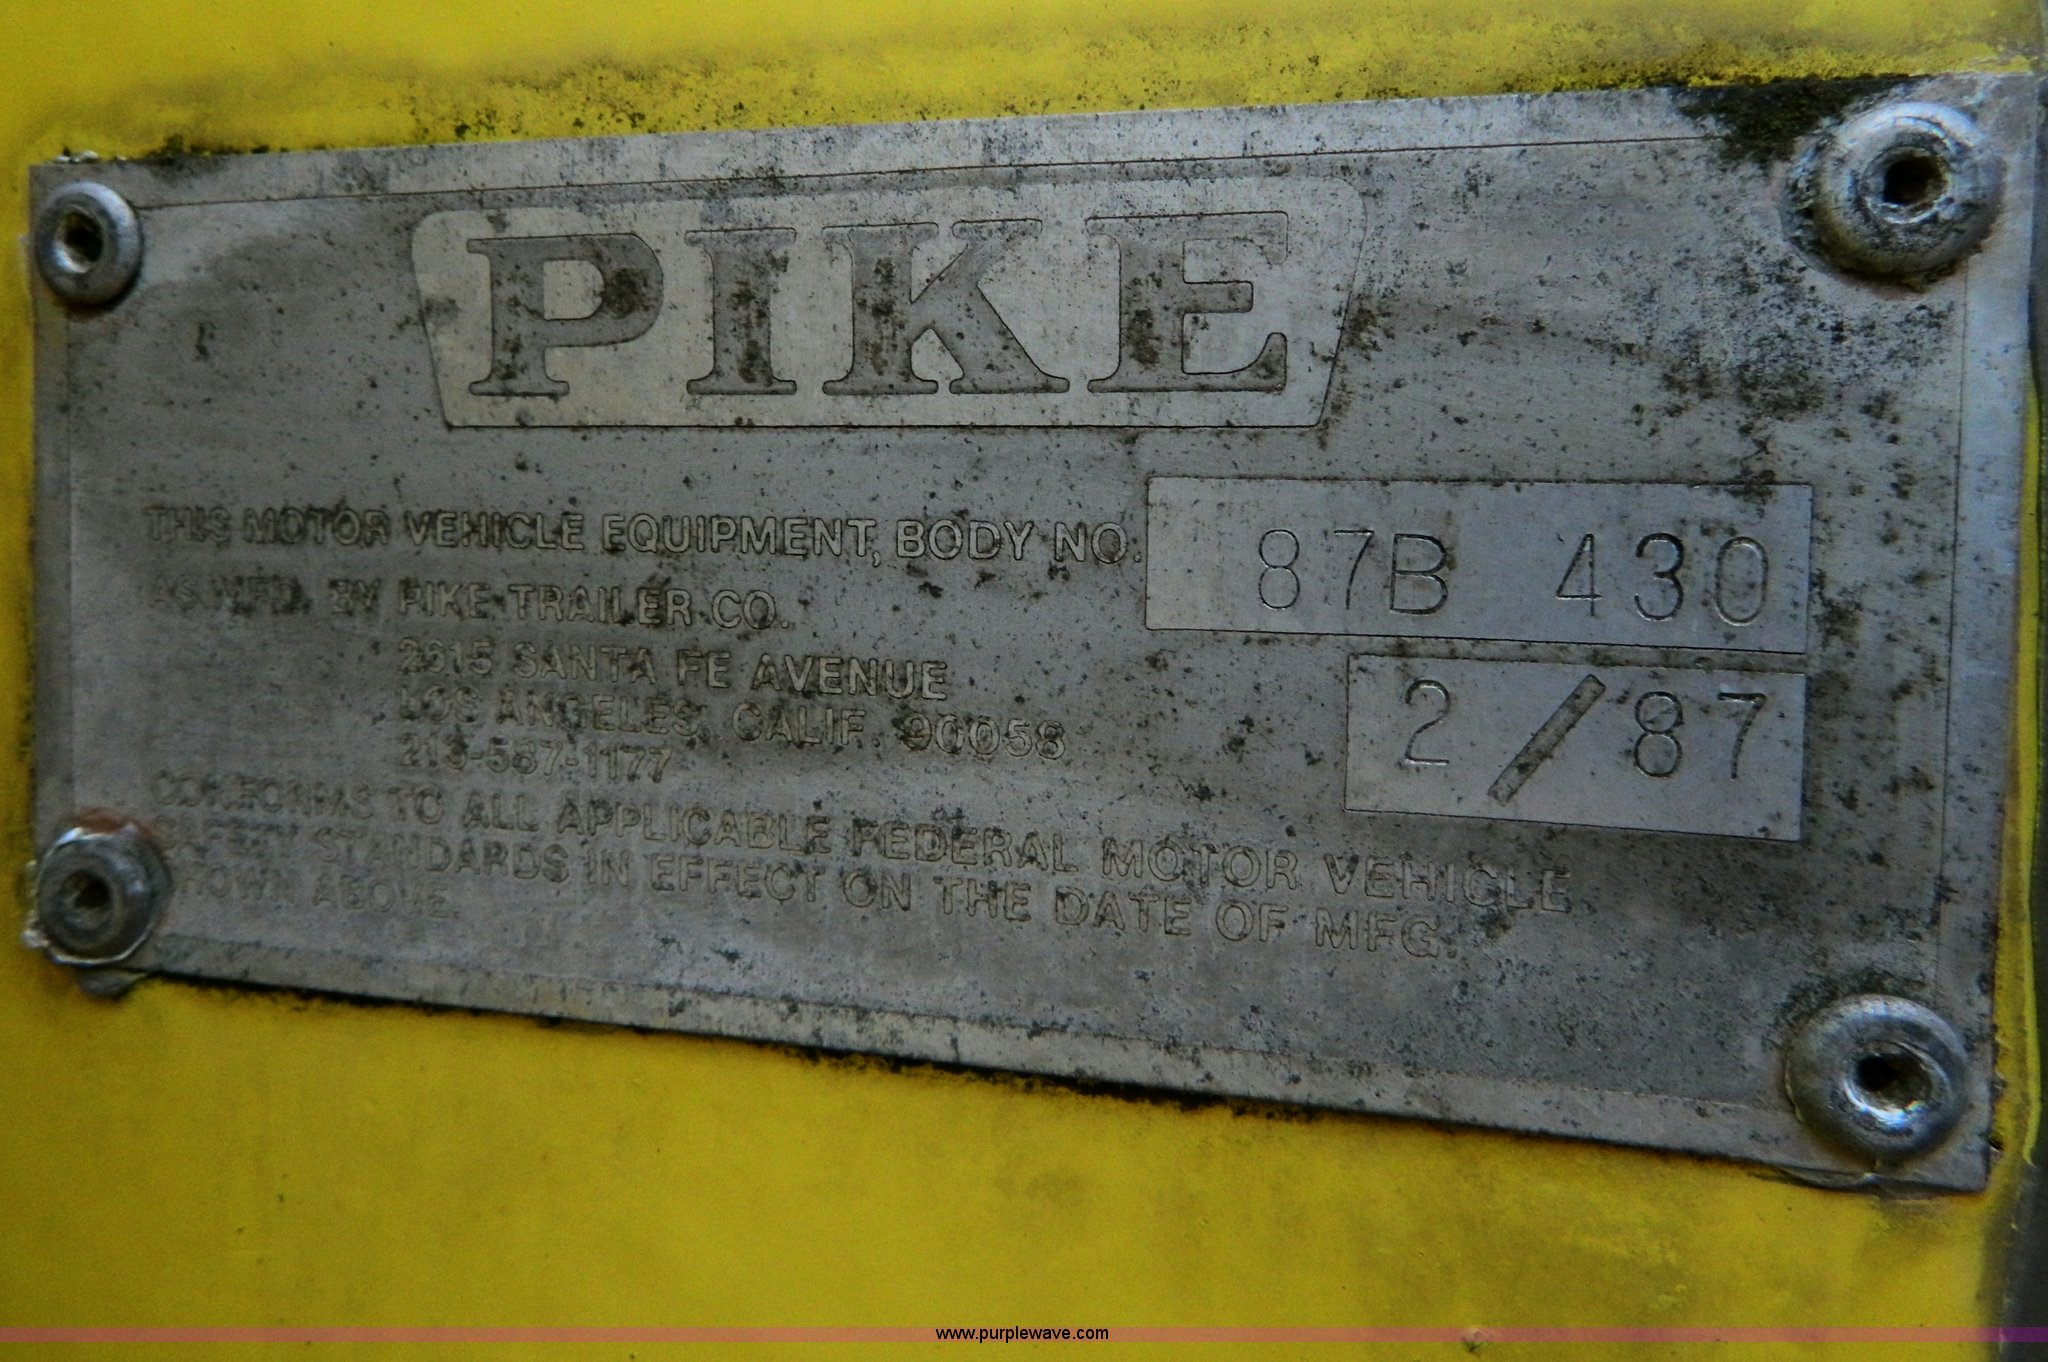 PIKE
THIS MOTOR VEHICLE EQUIPMENT, BODY NO. 87B 430
AS MFD. BY PIKE TRAILER CO.
2615 SANTA FE AVENUE
LOS ANGELES, CALIF. 90058
213-587-1177
2/87
CONFORMS TO ALL APPLICABLE FEDERAL MOTOR VEHICLE
SAFETY STANDARDS IN EFFECT ON THE DATE OF MFG.
SHOWN ABOVE.
www.purplewave.com